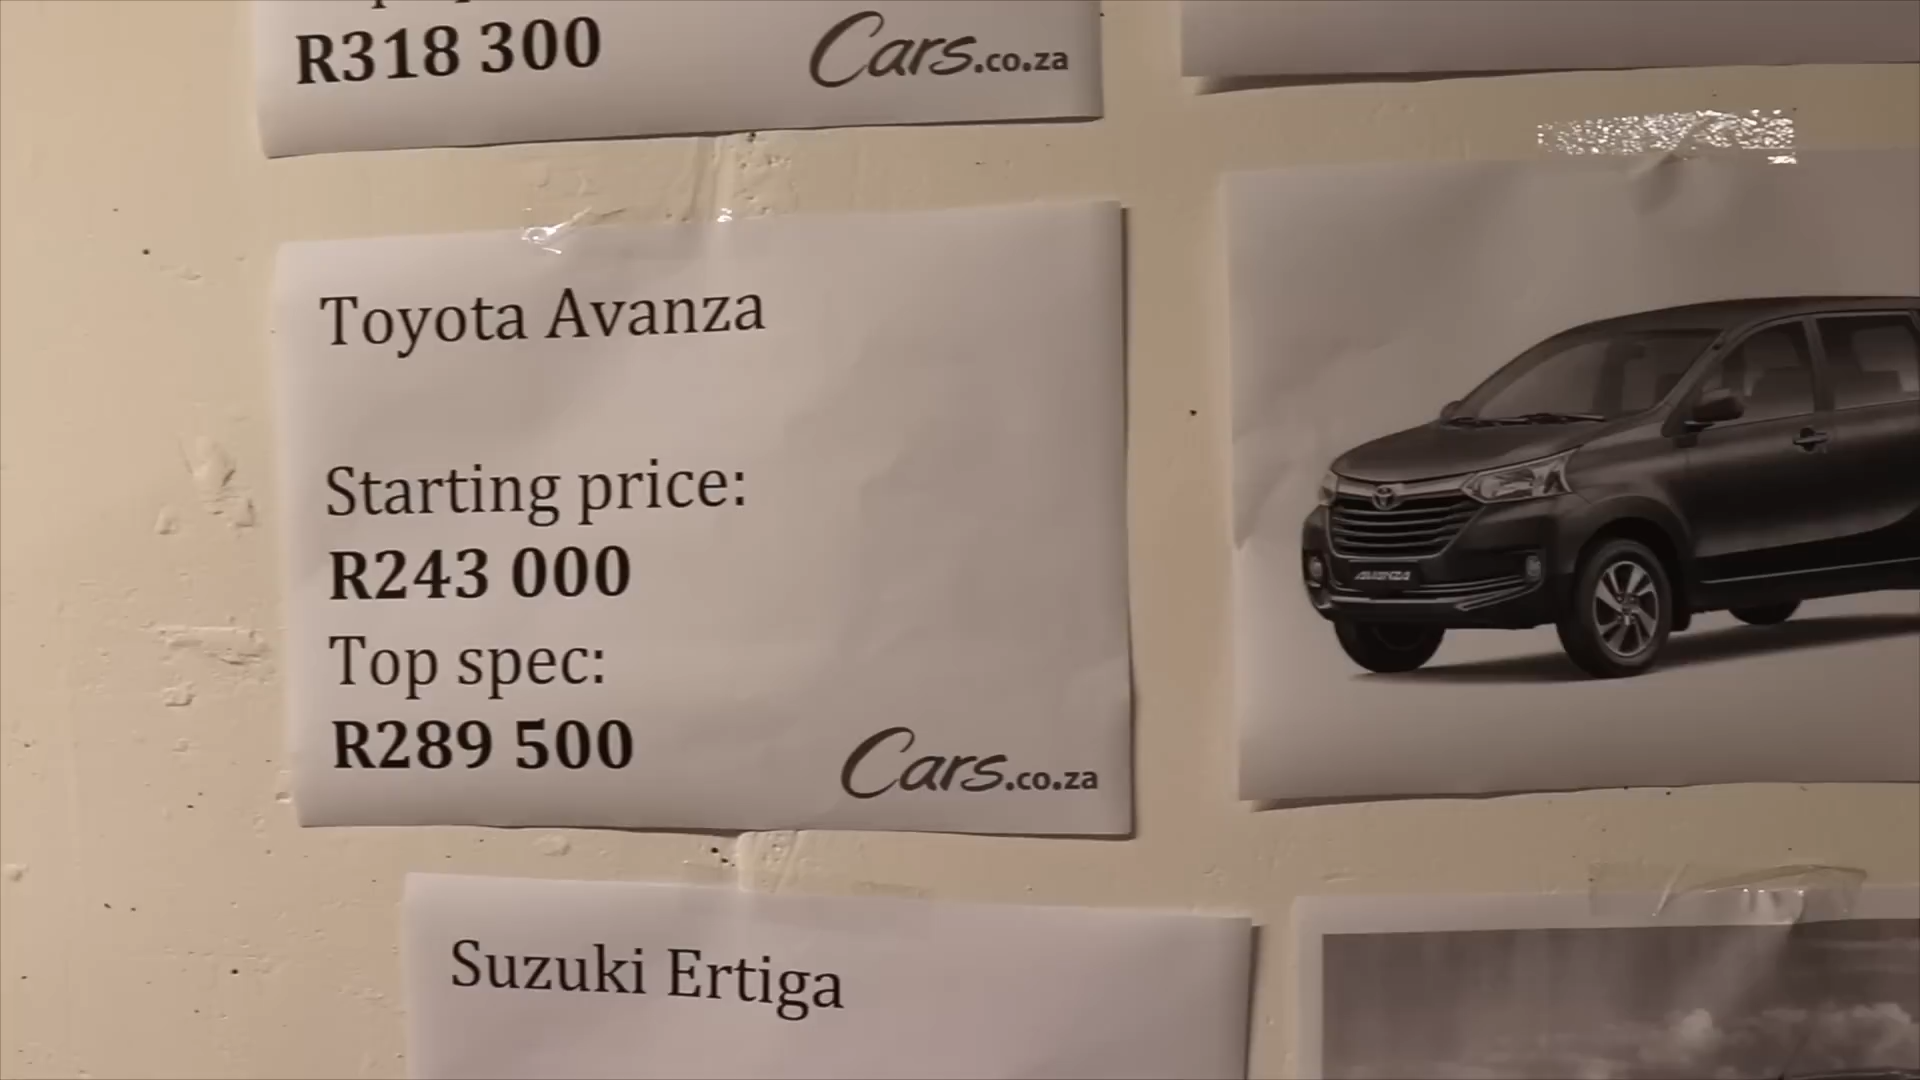 R318 300
Cars.co.za
Toyota Avanza
Starting price:
R243 000
Top spec:
R289 500
Cars.co.za
AVANZA
Suzuki Ertiga